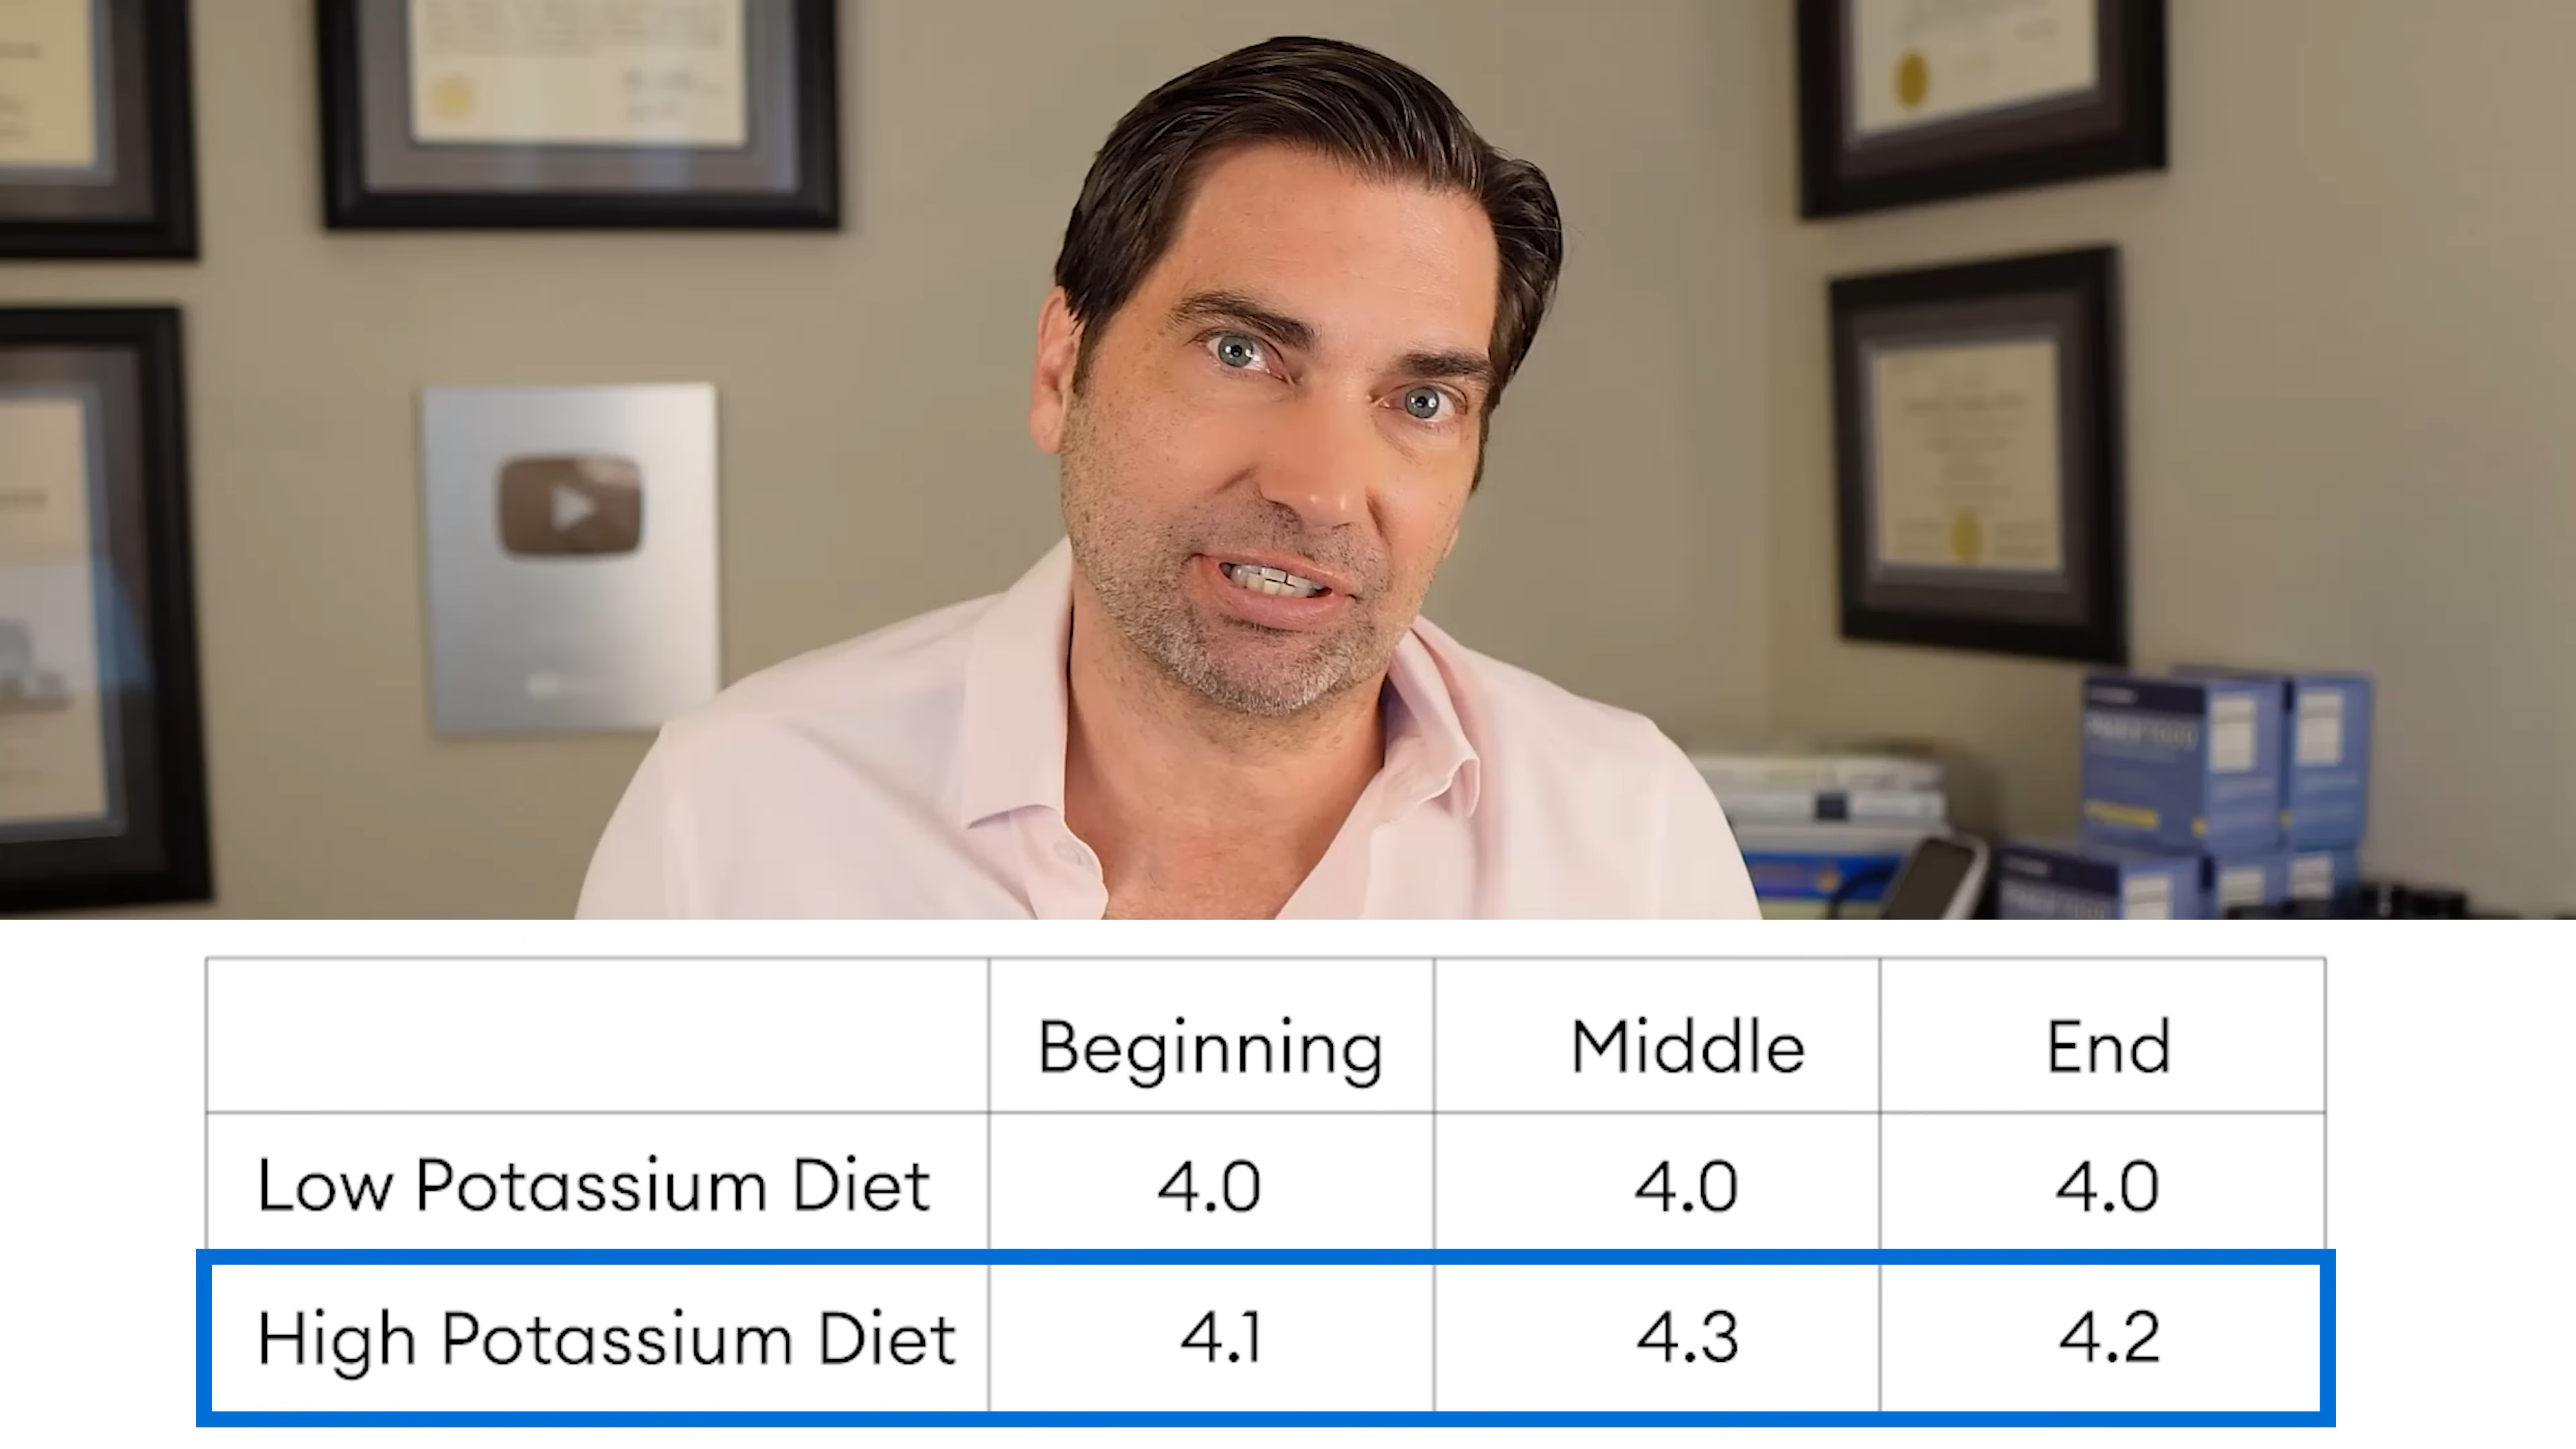 Beginning Middle End
Low Potassium Diet 4.0 4.0 4.0
High Potassium Diet 4.1 4.3 4.2